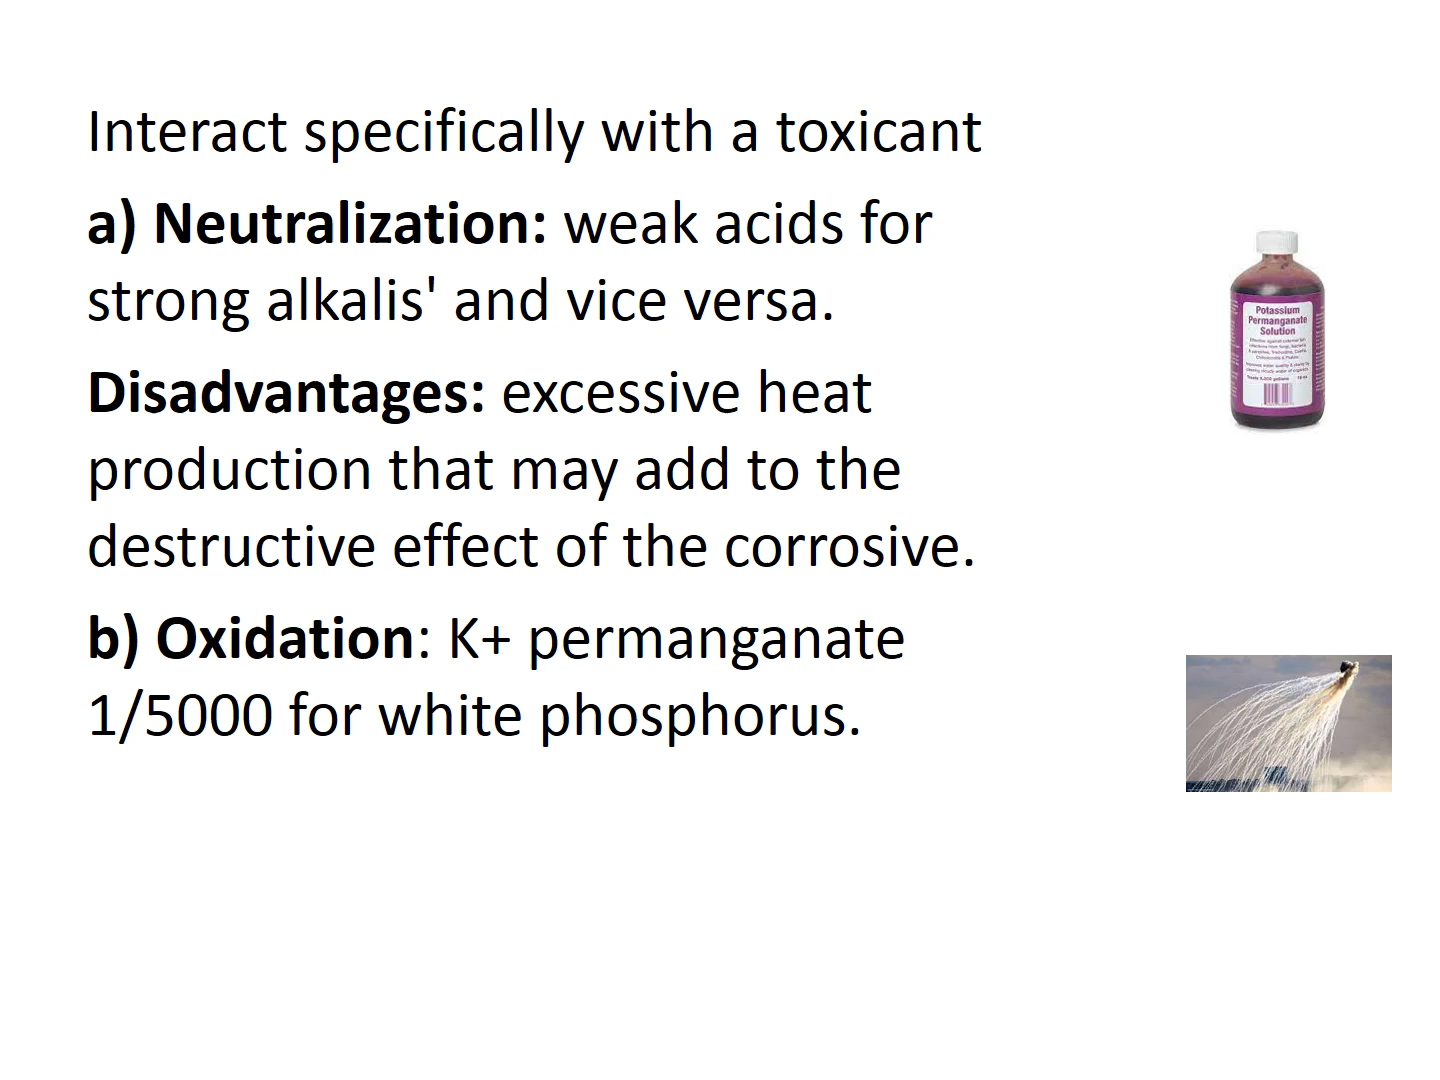 Interact specifically with a toxicant
a) Neutralization: weak acids for
strong alkalis' and vice versa.
Disadvantages: excessive heat
production that may add to the
destructive effect of the corrosive.
b) Oxidation: K+ permanganate
1/5000 for white phosphorus.
Potassium
Permanganate
Solution